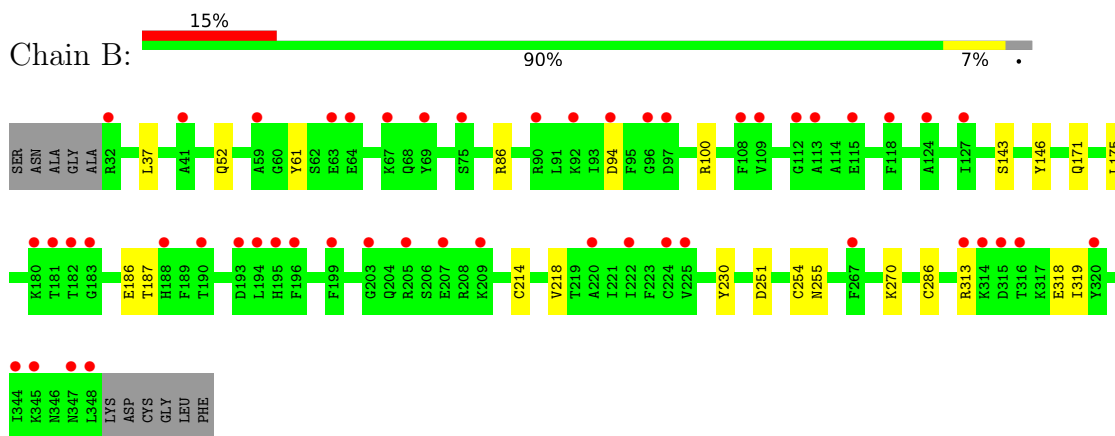 15%
Chain B:
90% 7% •
SER ASN ALA GLY ALA R32 L37 A41 Q52 A59 G60 Y61 S62 E63 E64 K67 Q68 Y69 S75 R86 R90 L91 K92 I93 D94 F95 G96 D97 R100 F108 V109 G112 A113 A114 E115 F118 A124 I127 S143 Y146 Q171 L175
K180 T181 T182 G183 E186 T187 H188 F189 T190 D193 L194 H195 F196 F199 G203 Q204 R205 S206 E207 R208 K209 C214 V218 T219 A220 I221 I222 F223 C224 V225 Y230 D251 C254 N255 F267 K270 C286 R313 K314 D315 T316 K317 E318 I319 Y320
I344 K345 N346 N347 L348 LYS ASP CYS GLY LEU PHE